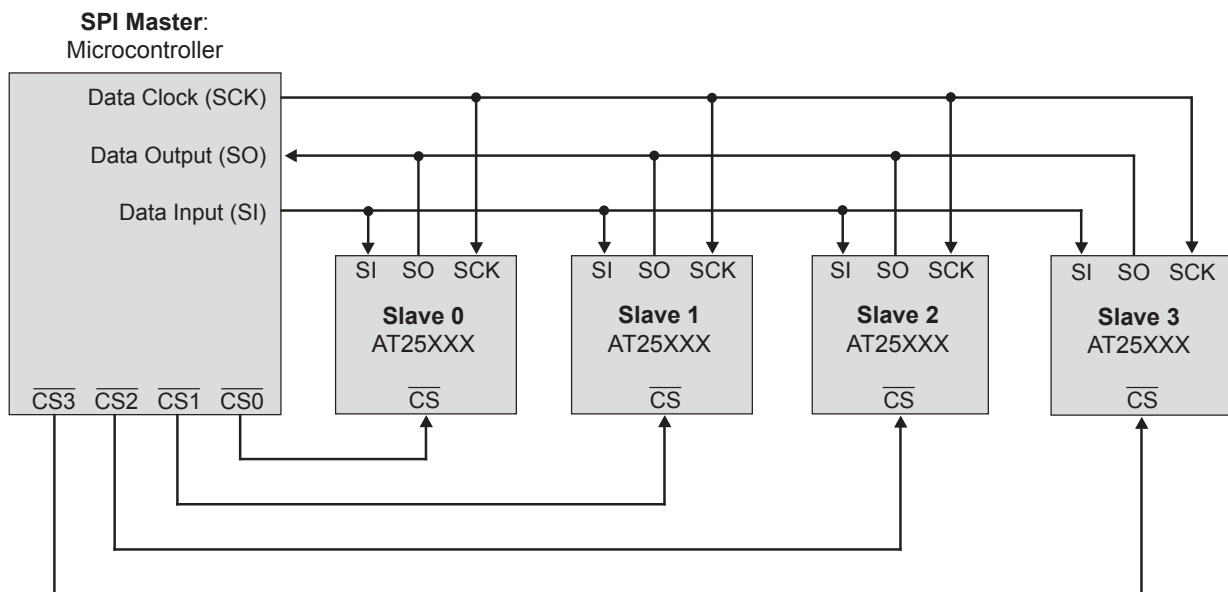 SPI Master:
Microcontroller
Data Clock (SCK)
Data Output (SO)
Data Input (SI)
CS3 CS2 CS1 CS0
SI SO SCK
Slave 0
AT25XXX
CS
SI SO SCK
Slave 1
AT25XXX
CS
SI SO SCK
Slave 2
AT25XXX
CS
SI SO SCK
Slave 3
AT25XXX
CS